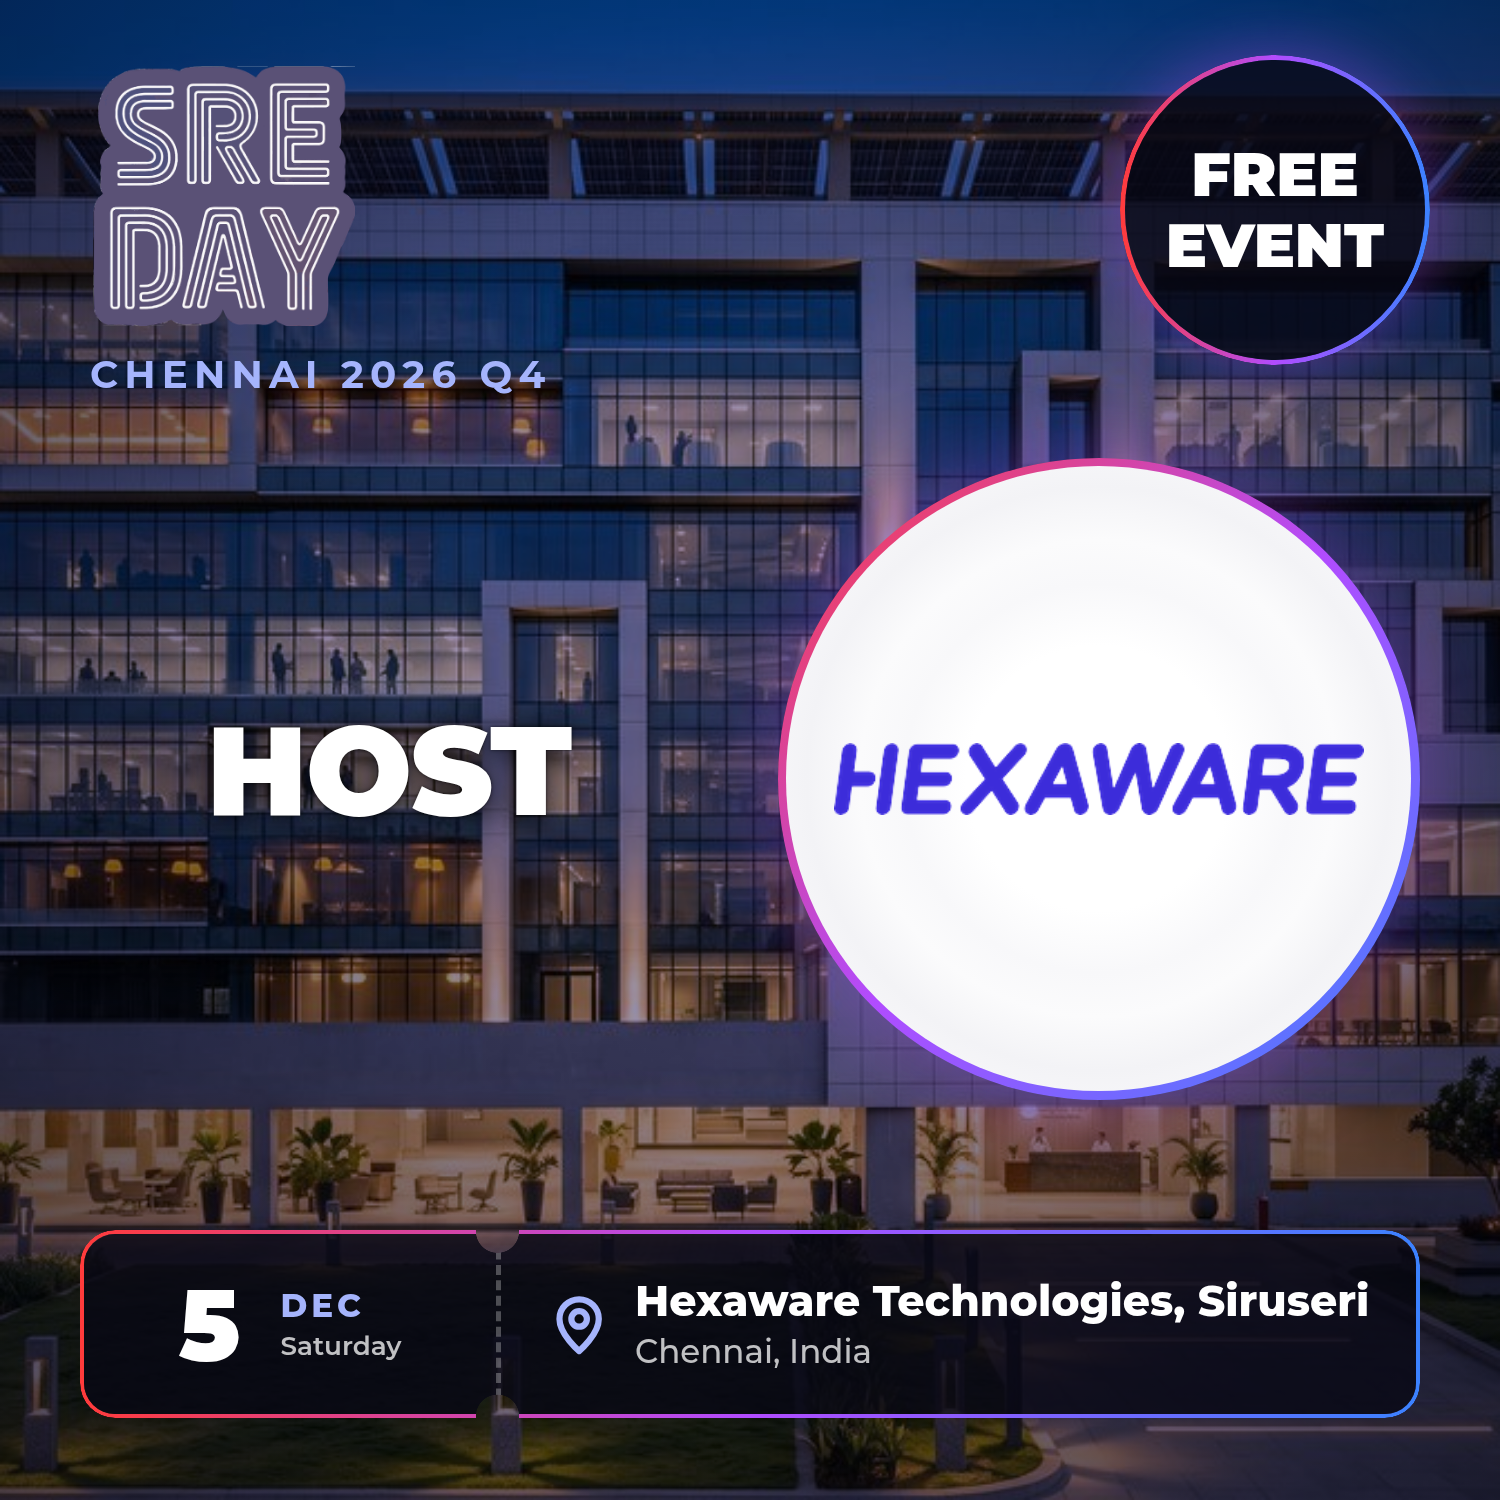 SRE
DAY
CHENNAI 2026 Q4
FREE
EVENT
HOST
HEXAWARE
5
DEC
Saturday
Hexaware Technologies, Siruseri
Chennai, India